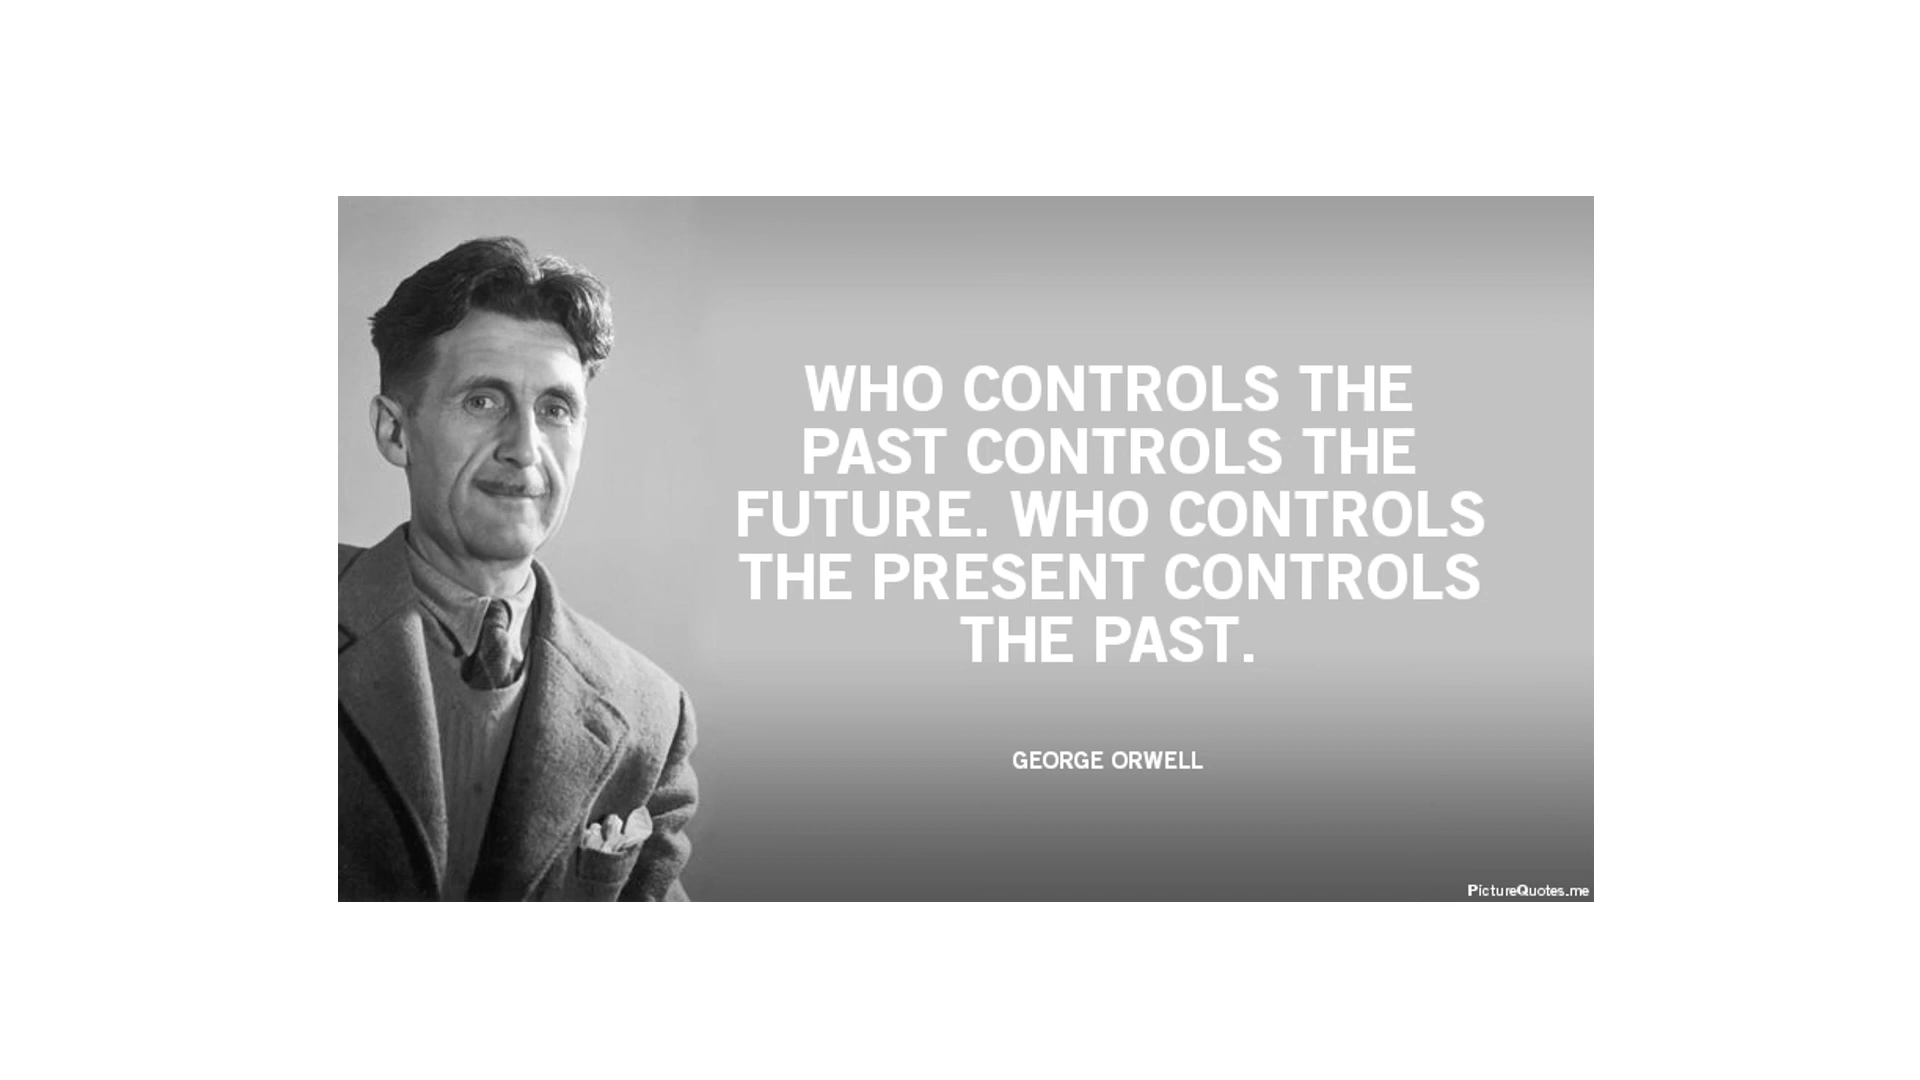 WHO CONTROLS THE
PAST CONTROLS THE
FUTURE. WHO CONTROLS
THE PRESENT CONTROLS
THE PAST.
GEORGE ORWELL
PictureQuotes.me